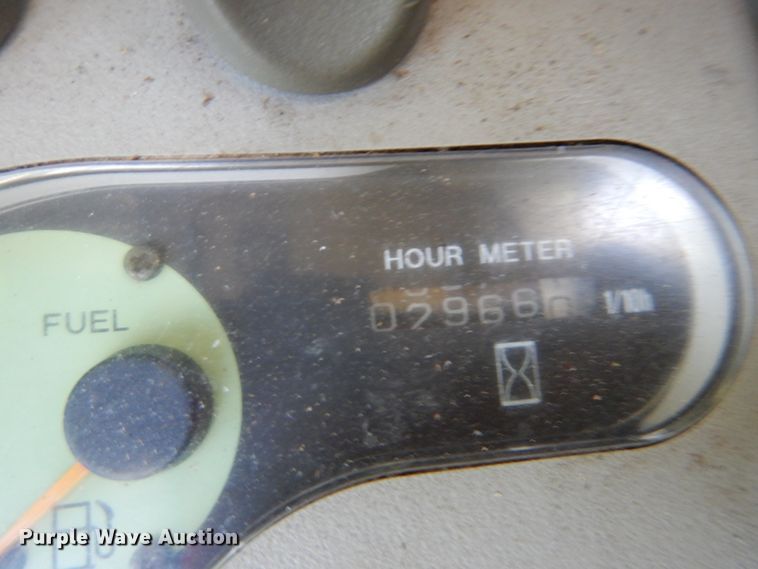 HOUR METER
1/10h
FUEL
Purple Wave Auction